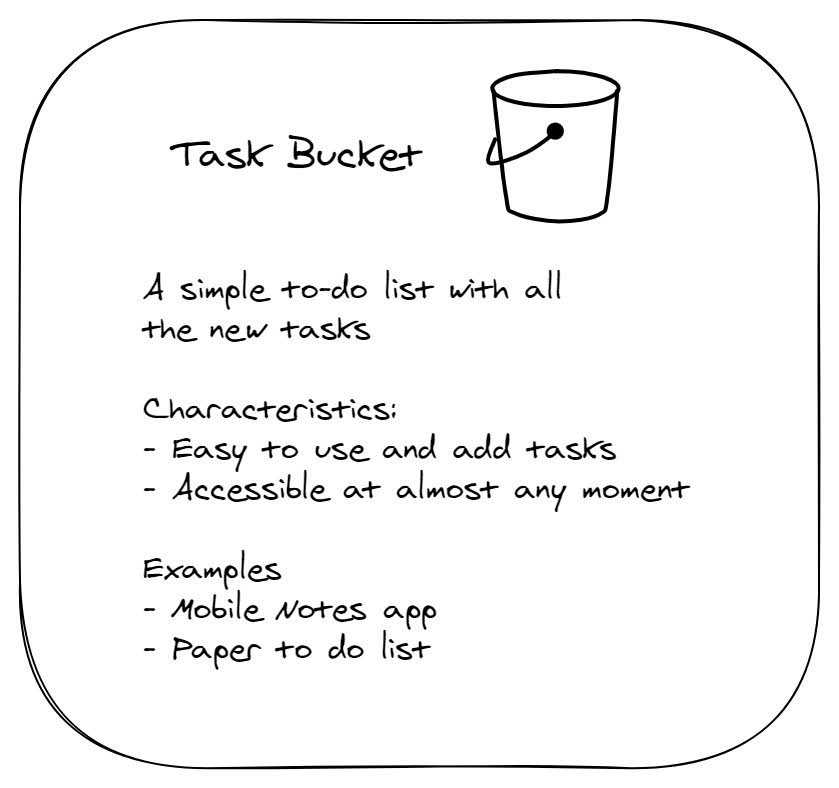 Task Bucket
A simple to-do list with all
the new tasks
Characteristics:
- Easy to use and add tasks
- Accessible at almost any moment
Examples
- Mobile Notes app
- Paper to do list